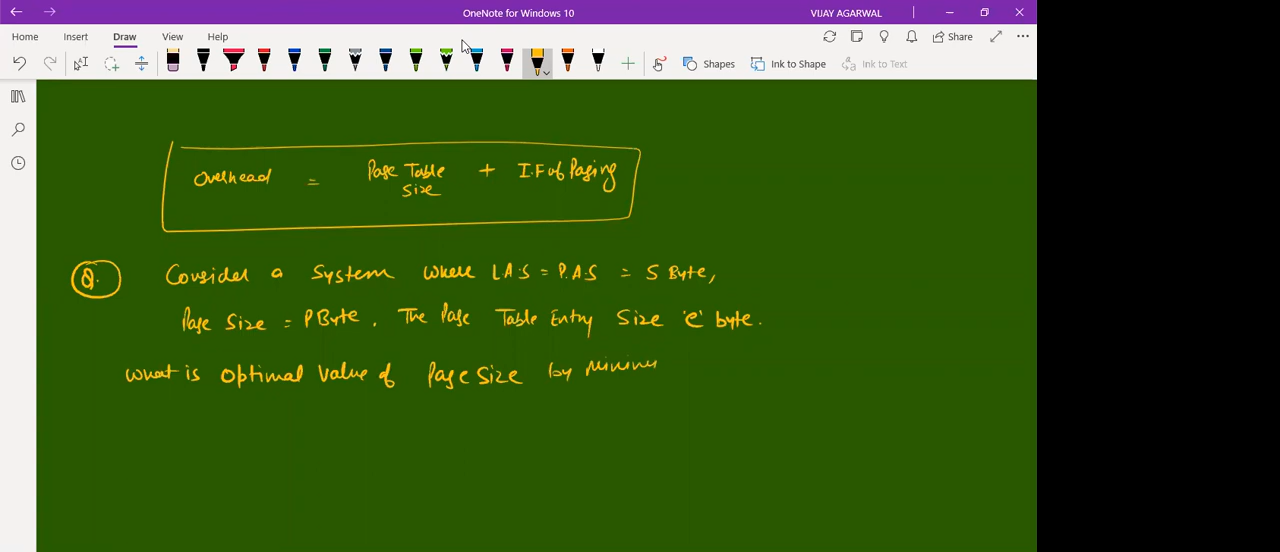 OneNote for Windows 10
VIJAY AGARWAL
Home Insert Draw View Help
Share
Shapes Ink to Shape Ink to Text
Overhead = Page Table Size + I.F of Paging
Q. Consider a System where L.A.S = P.A.S = S Byte,
Page Size = P Byte. The Page Table Entry Size 'e' byte.
What is optimal value of Page Size by Minimi